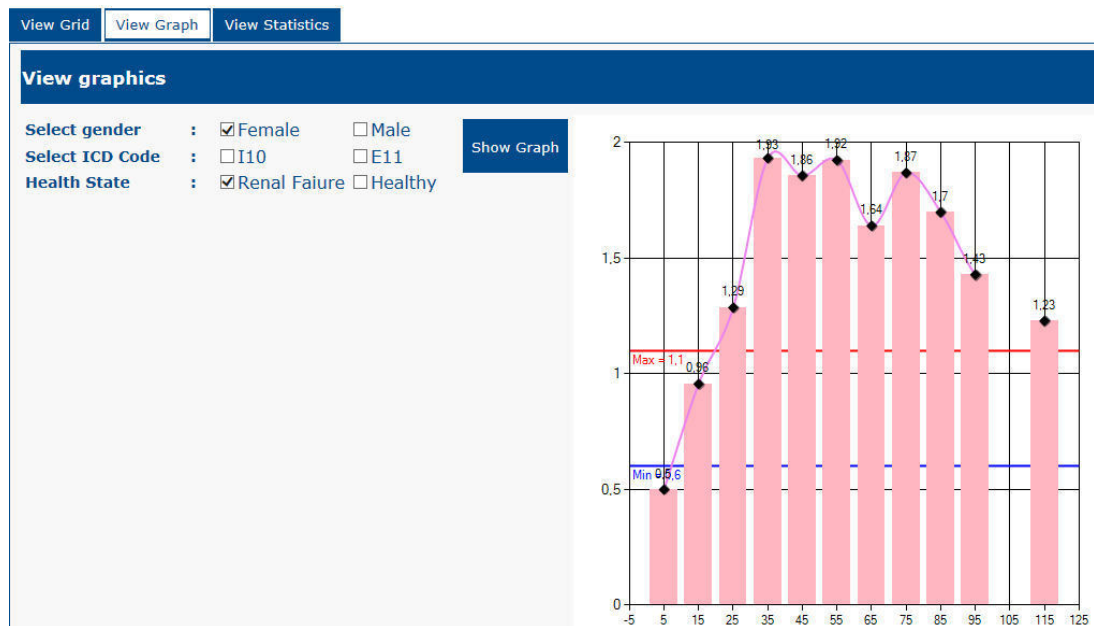 View Grid View Graph View Statistics
View graphics
Select gender : Female Male
Select ICD Code : I10 E11
Health State : Renal Faiure Healthy
Show Graph
2
1,93
1,92
1,86
1,87
1,7
1,64
1,5
1,43
1,29
1,23
Max = 1,1
1
0,96
Min = 0,6
0,5
0,5
0
-5 5 15 25 35 45 55 65 75 85 95 105 115 125